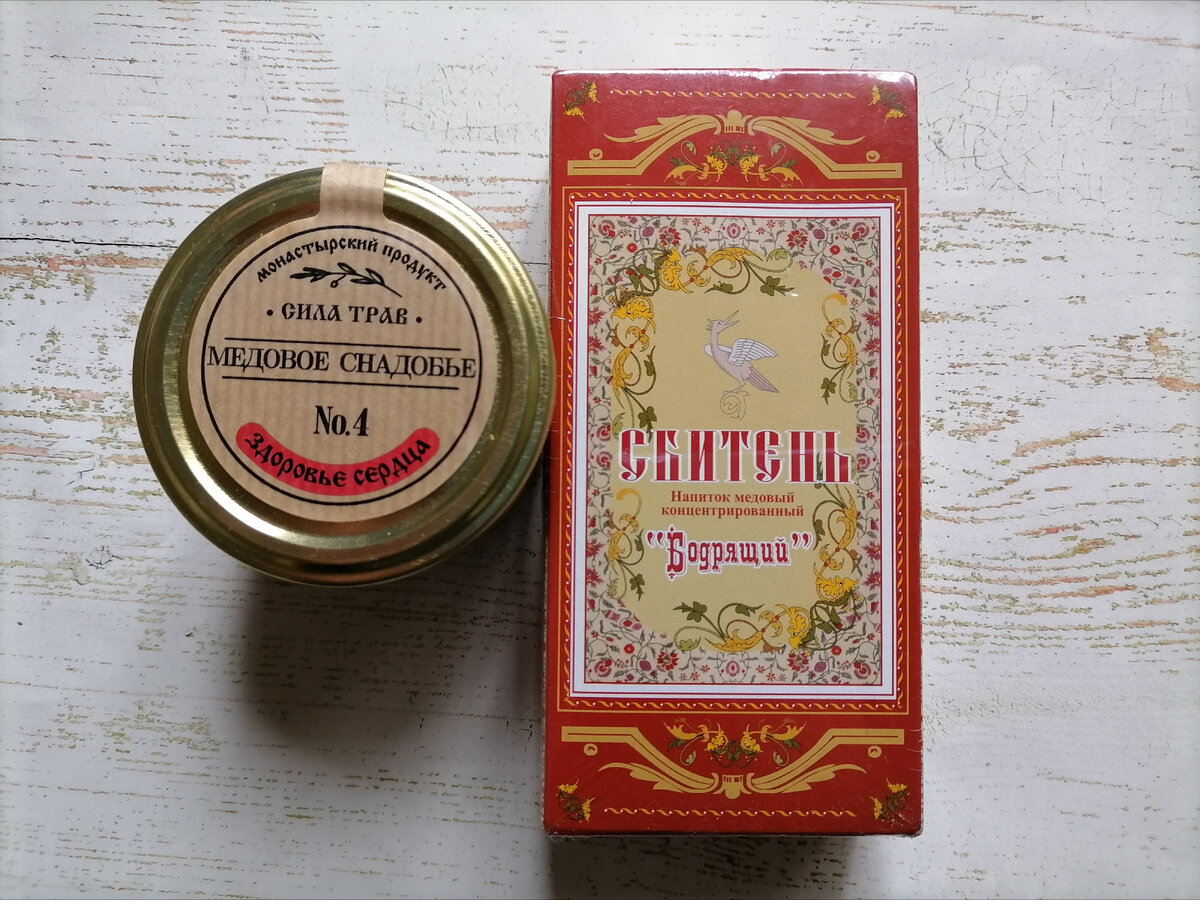 монастырский продукт
• СИЛА ТРАВ •
МЕДОВОЕ СНАДОБЬЕ
No.4
Здоровье сердца
СБИТЕНЬ
Напиток медовый
концентрированный
“Бодрящий”